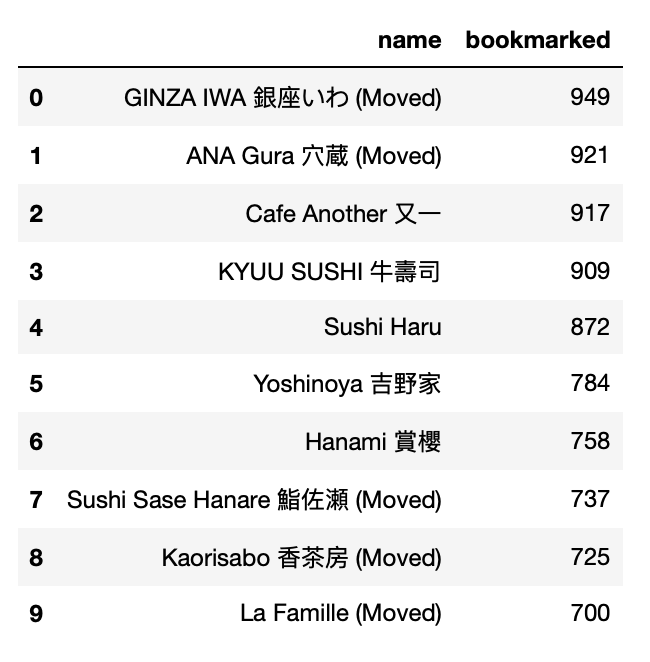 name bookmarked
0 GINZA IWA 銀座いわ (Moved) 949
1 ANA Gura 穴蔵 (Moved) 921
2 Cafe Another 又一 917
3 KYUU SUSHI 牛壽司 909
4 Sushi Haru 872
5 Yoshinoya 吉野家 784
6 Hanami 賞櫻 758
7 Sushi Sase Hanare 鮨佐瀬 (Moved) 737
8 Kaorisabo 香茶房 (Moved) 725
9 La Famille (Moved) 700